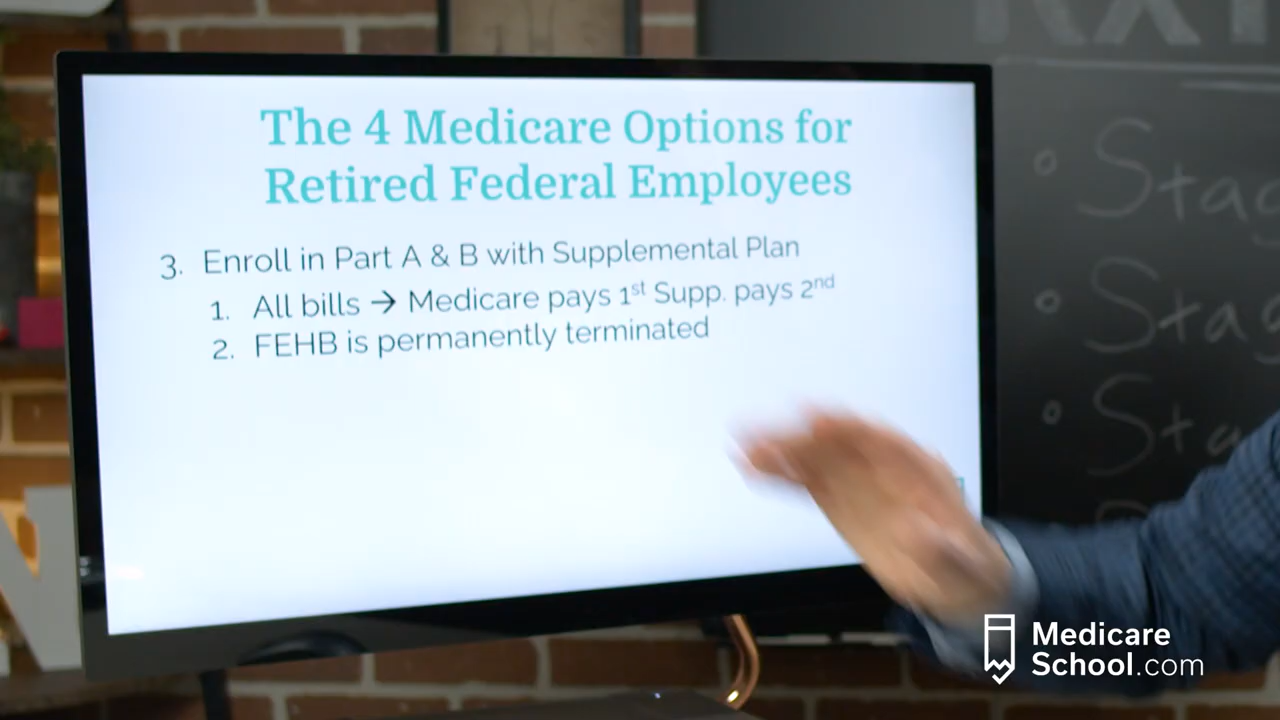 The 4 Medicare Options for
Retired Federal Employees
3. Enroll in Part A & B with Supplemental Plan
1. All bills → Medicare pays 1st Supp. pays 2nd
2. FEHB is permanently terminated
Medicare
School.com